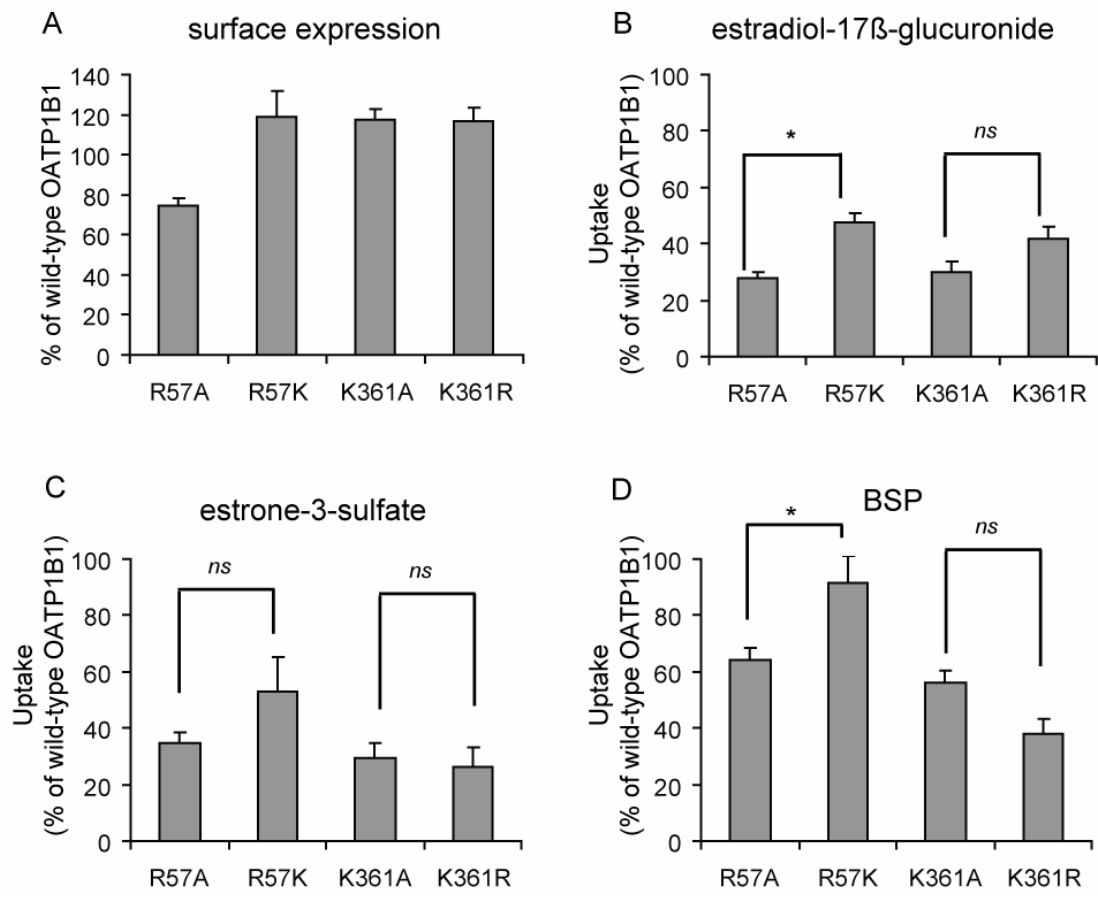 A
surface expression
% of wild-type OATP1B1
140
120
100
80
60
40
20
0
R57A R57K K361A K361R
B
estradiol-17ß-glucuronide
Uptake
(% of wild-type OATP1B1)
100
80
60
40
20
0
*
ns
R57A R57K K361A K361R
C
estrone-3-sulfate
Uptake
(% of wild-type OATP1B1)
100
80
60
40
20
0
ns
ns
R57A R57K K361A K361R
D
BSP
Uptake
(% of wild-type OATP1B1)
100
80
60
40
20
0
*
ns
R57A R57K K361A K361R